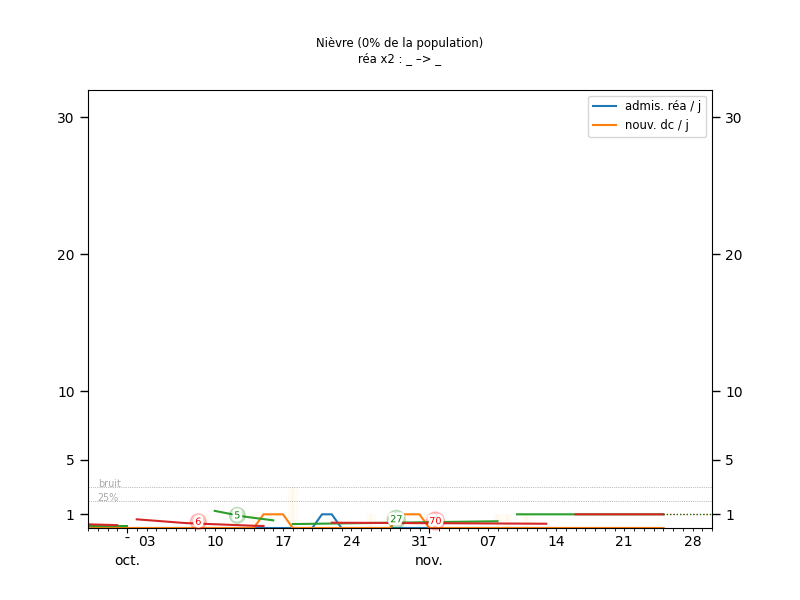 Nièvre (0% de la population)
réa x2 : _ –> _
admis. réa / j
nouv. dc / j
30 30
20 20
10 10
5 5
bruit
25%
1 1
6 5 27 70
- 03 10 17 24 31 07 14 21 28
oct. nov.